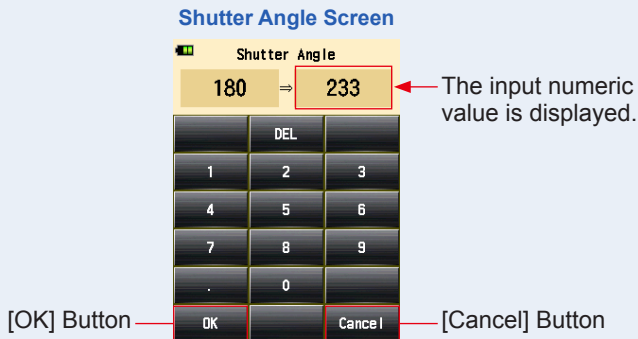 Shutter Angle Screen
Shutter Angle
180 ⇒ 233
The input numeric
value is displayed.
DEL
1 2 3
4 5 6
7 8 9
. 0
[OK] Button OK Cancel [Cancel] Button